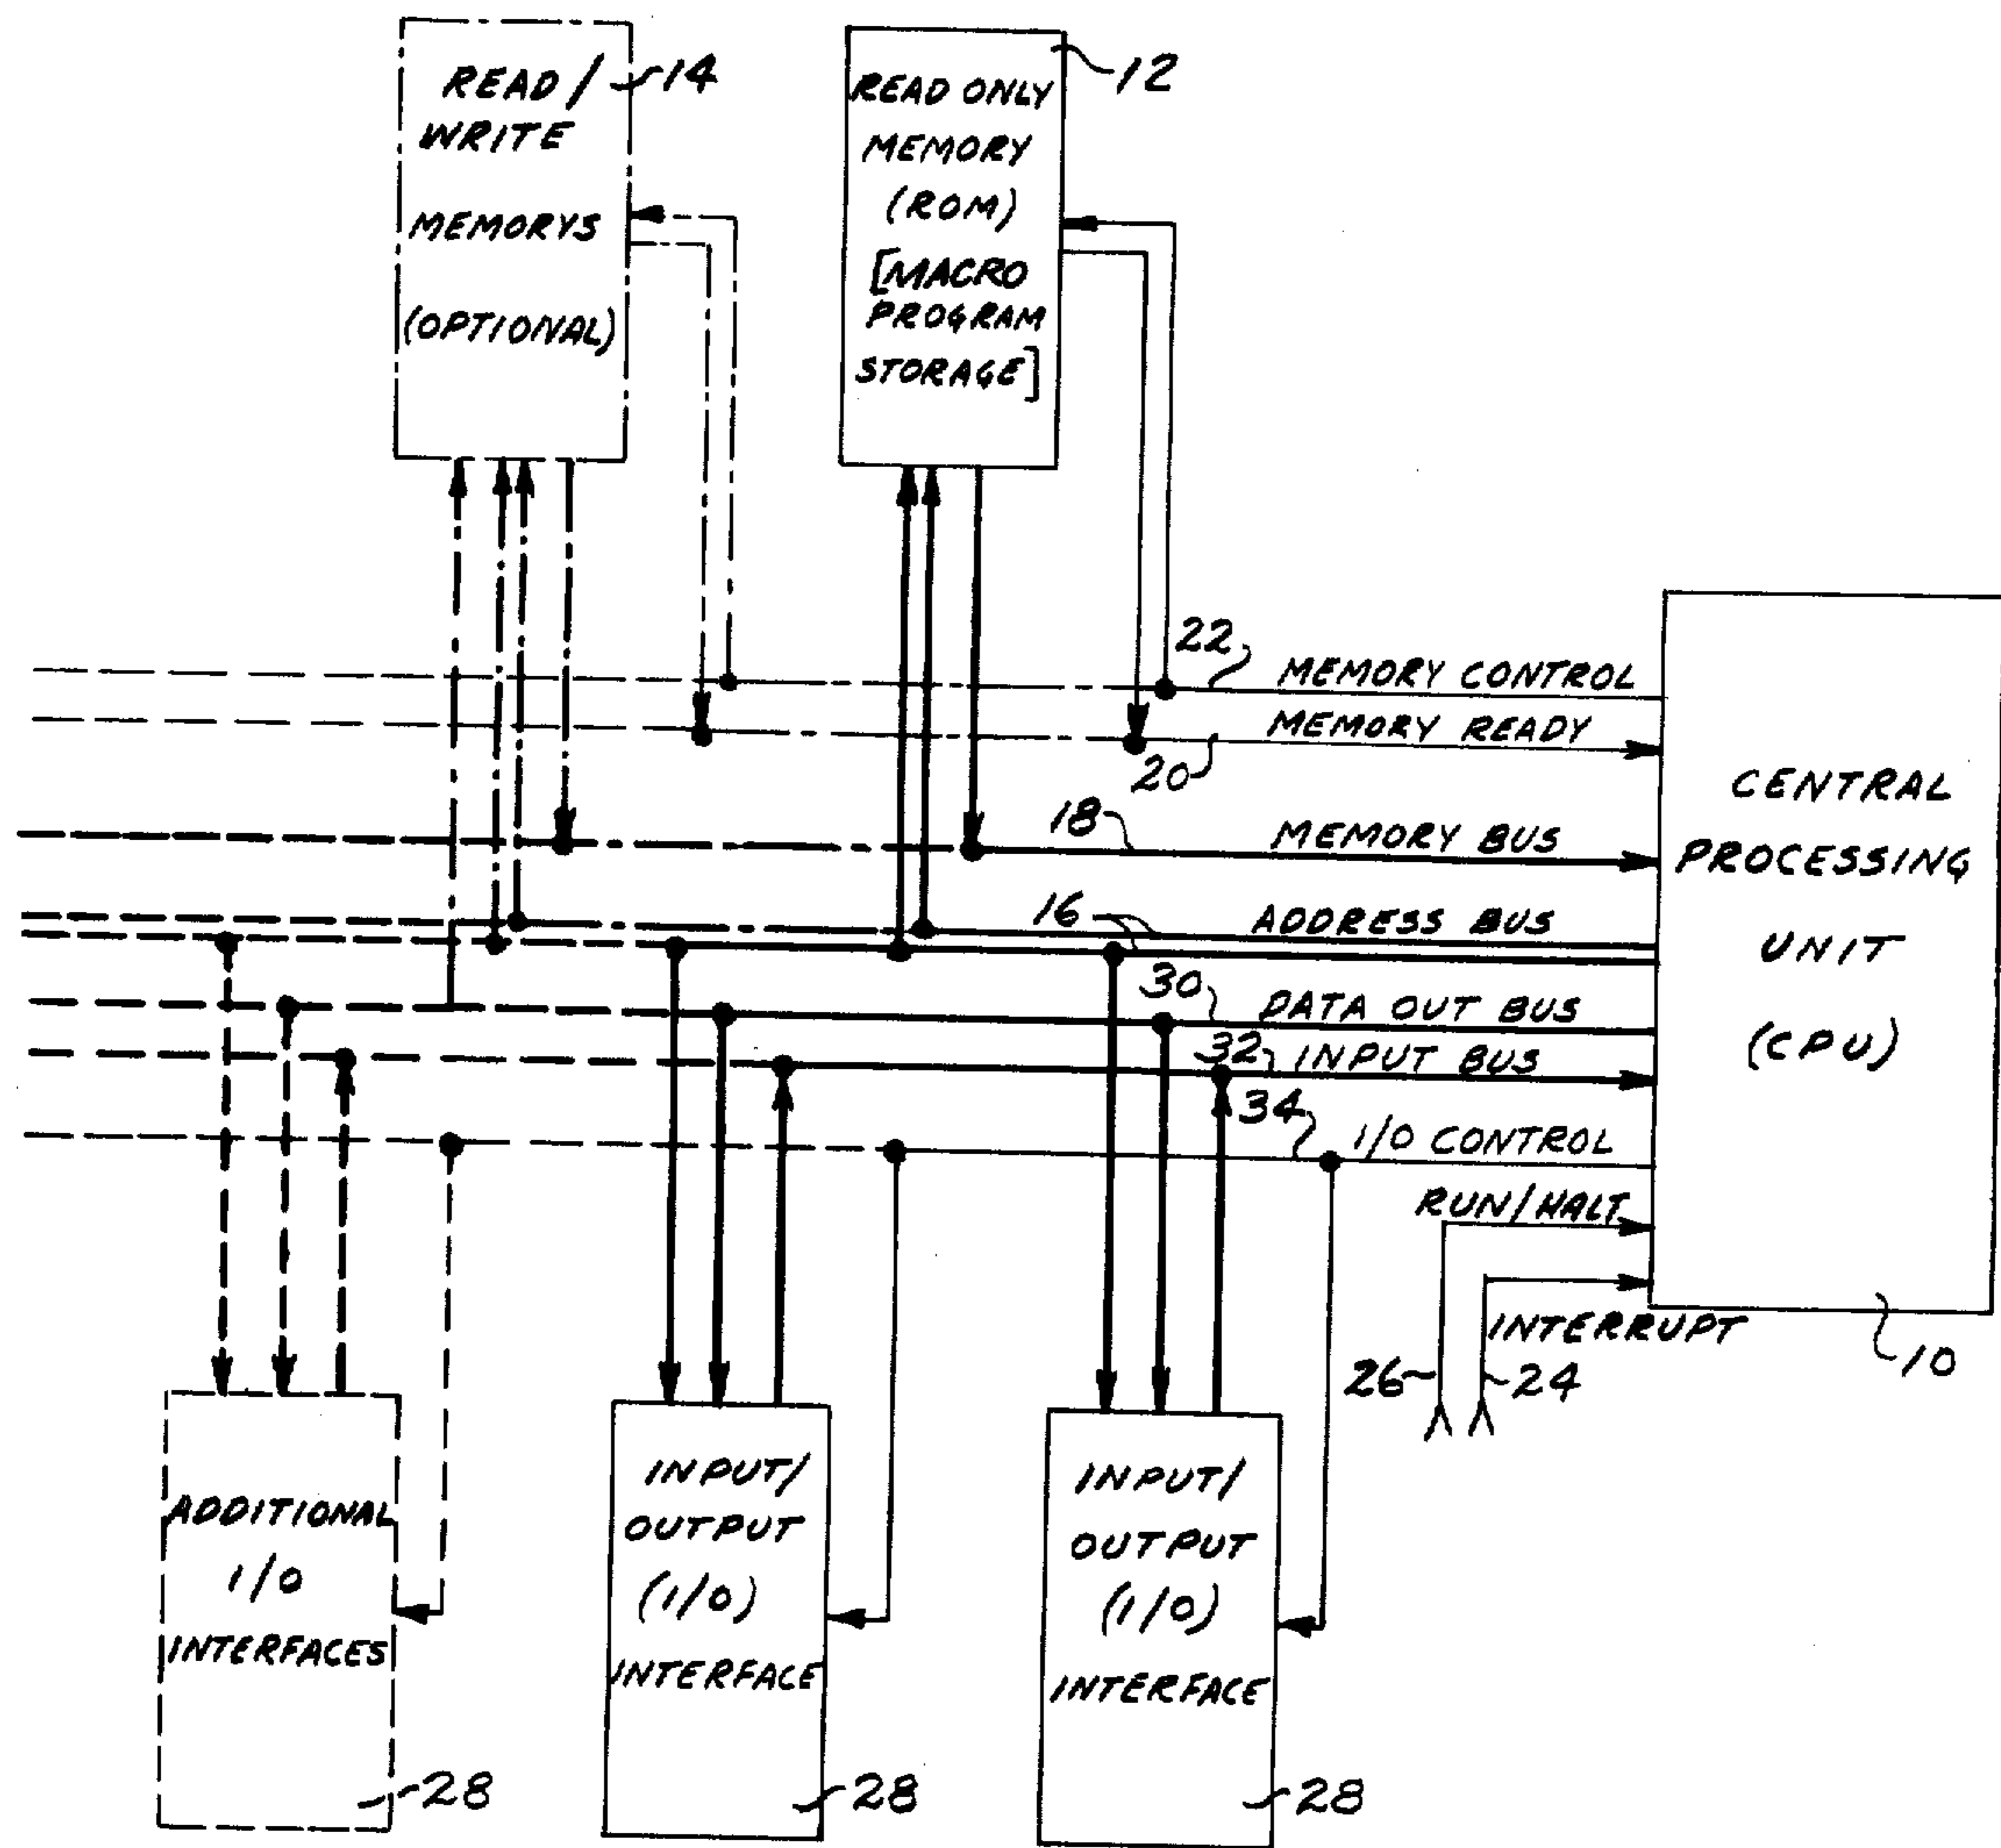 READ/
WRITE
MEMORYS
(OPTIONAL)
14
READ ONLY
MEMORY
(ROM)
[MACRO
PROGRAM
STORAGE]
12
22
MEMORY CONTROL
MEMORY READY
20
18
MEMORY BUS
16
ADDRESS BUS
30
DATA OUT BUS
32
INPUT BUS
34
I/O CONTROL
RUN/HALT
INTERRUPT
26
24
CENTRAL
PROCESSING
UNIT
(CPU)
10
ADDITIONAL
I/O
INTERFACES
28
INPUT/
OUTPUT
(I/O)
INTERFACE
28
INPUT/
OUTPUT
(I/O)
INTERFACE
28